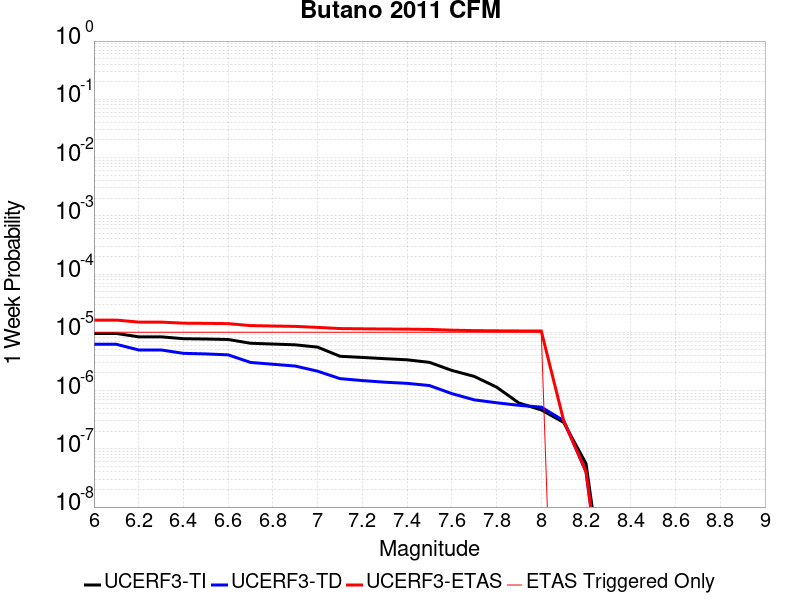 Butano 2011 CFM
1 Week Probability
10^0
10^-1
10^-2
10^-3
10^-4
10^-5
10^-6
10^-7
10^-8
6 6.2 6.4 6.6 6.8 7 7.2 7.4 7.6 7.8 8 8.2 8.4 8.6 8.8 9
Magnitude
UCERF3-TI UCERF3-TD UCERF3-ETAS ETAS Triggered Only